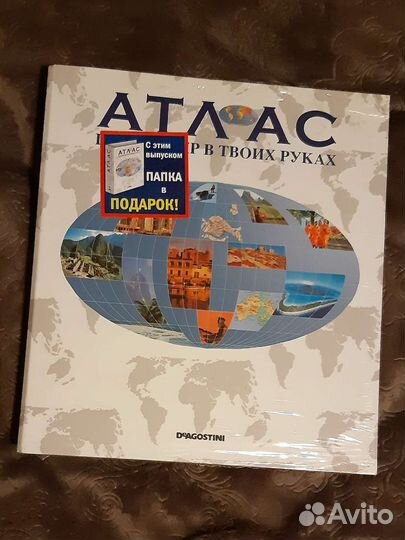 АТЛАС
В ТВОИХ РУКАХ
С этим
выпуском
ПАПКА
в
ПОДАРОК!
АТЛАС
DeAGOSTINI
Avito